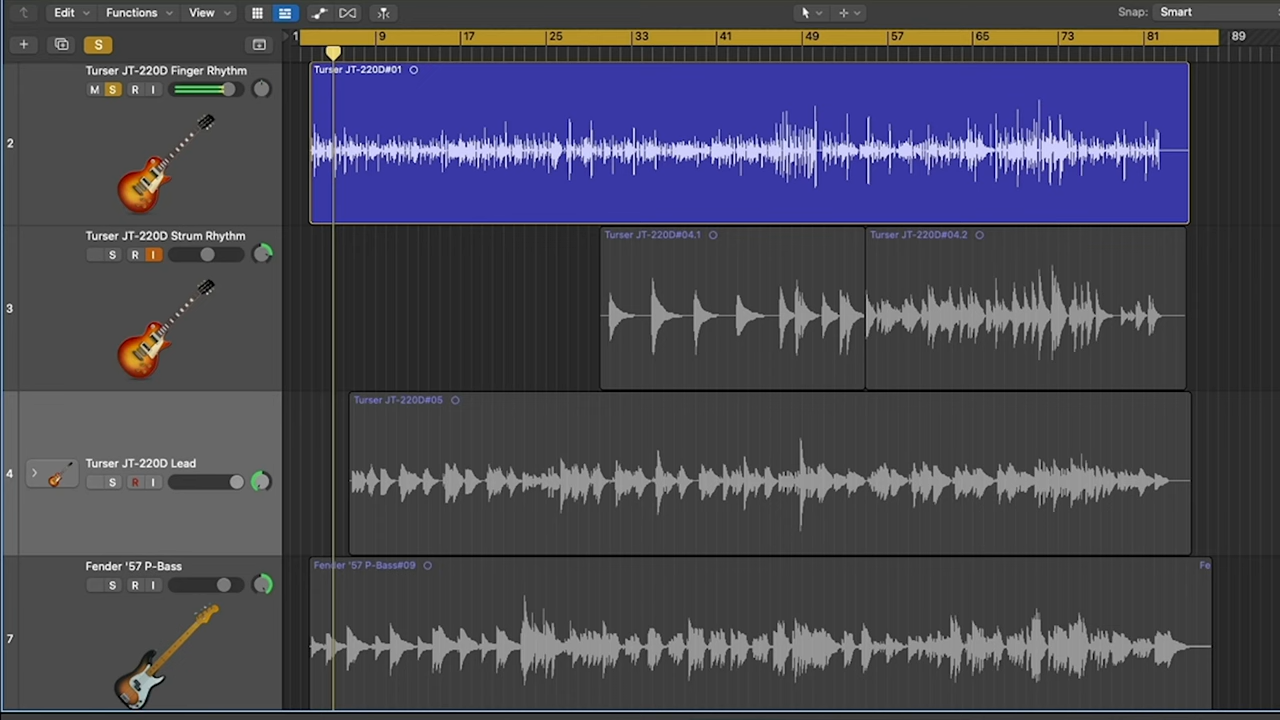 Edit Functions View Snap: Smart
S 1 9 17 25 33 41 49 57 65 73 81 89
Turser JT-220D Finger Rhythm Turser JT-220D#01
M S R I
2
Turser JT-220D Strum Rhythm Turser JT-220D#04.1 Turser JT-220D#04.2
S R I
3
Turser JT-220D#05
Turser JT-220D Lead
4
S R I
Fender '57 P-Bass Fender '57 P-Bass#09 Fe
S R I
7